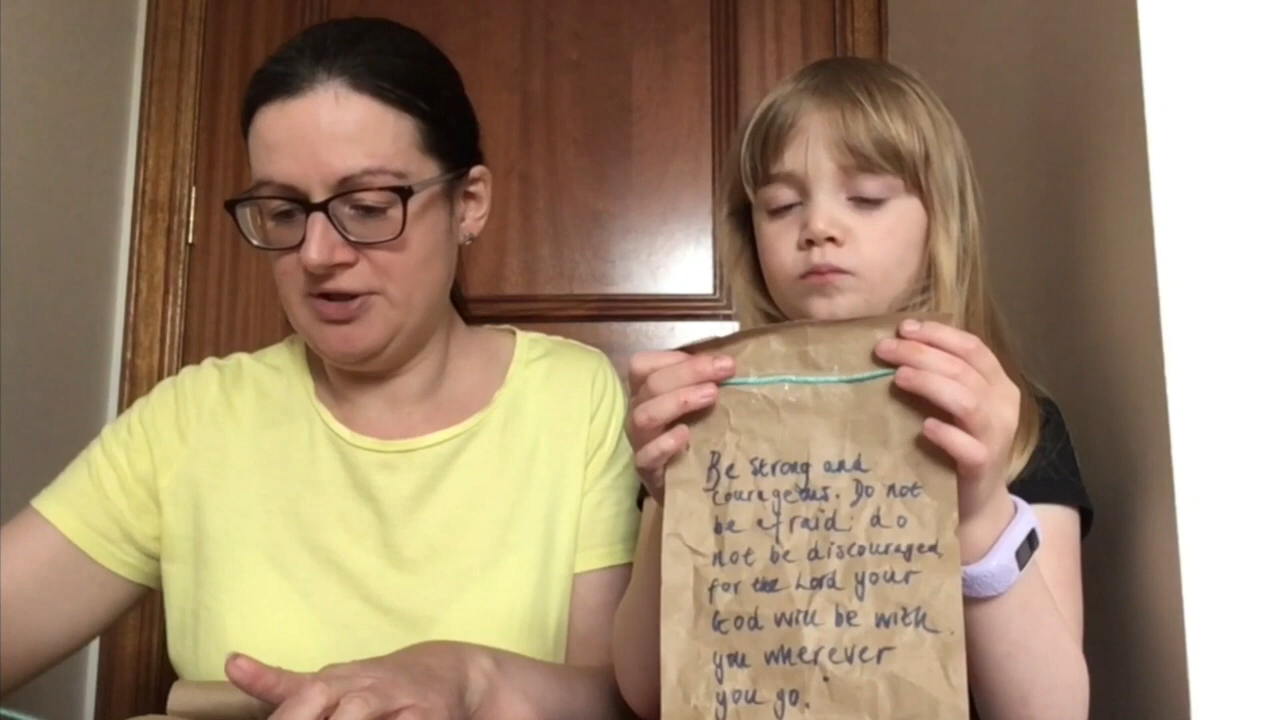 Be strong and
courageous. Do not
be afraid; do
not be discouraged,
for the Lord your
God will be with
you wherever
you go.